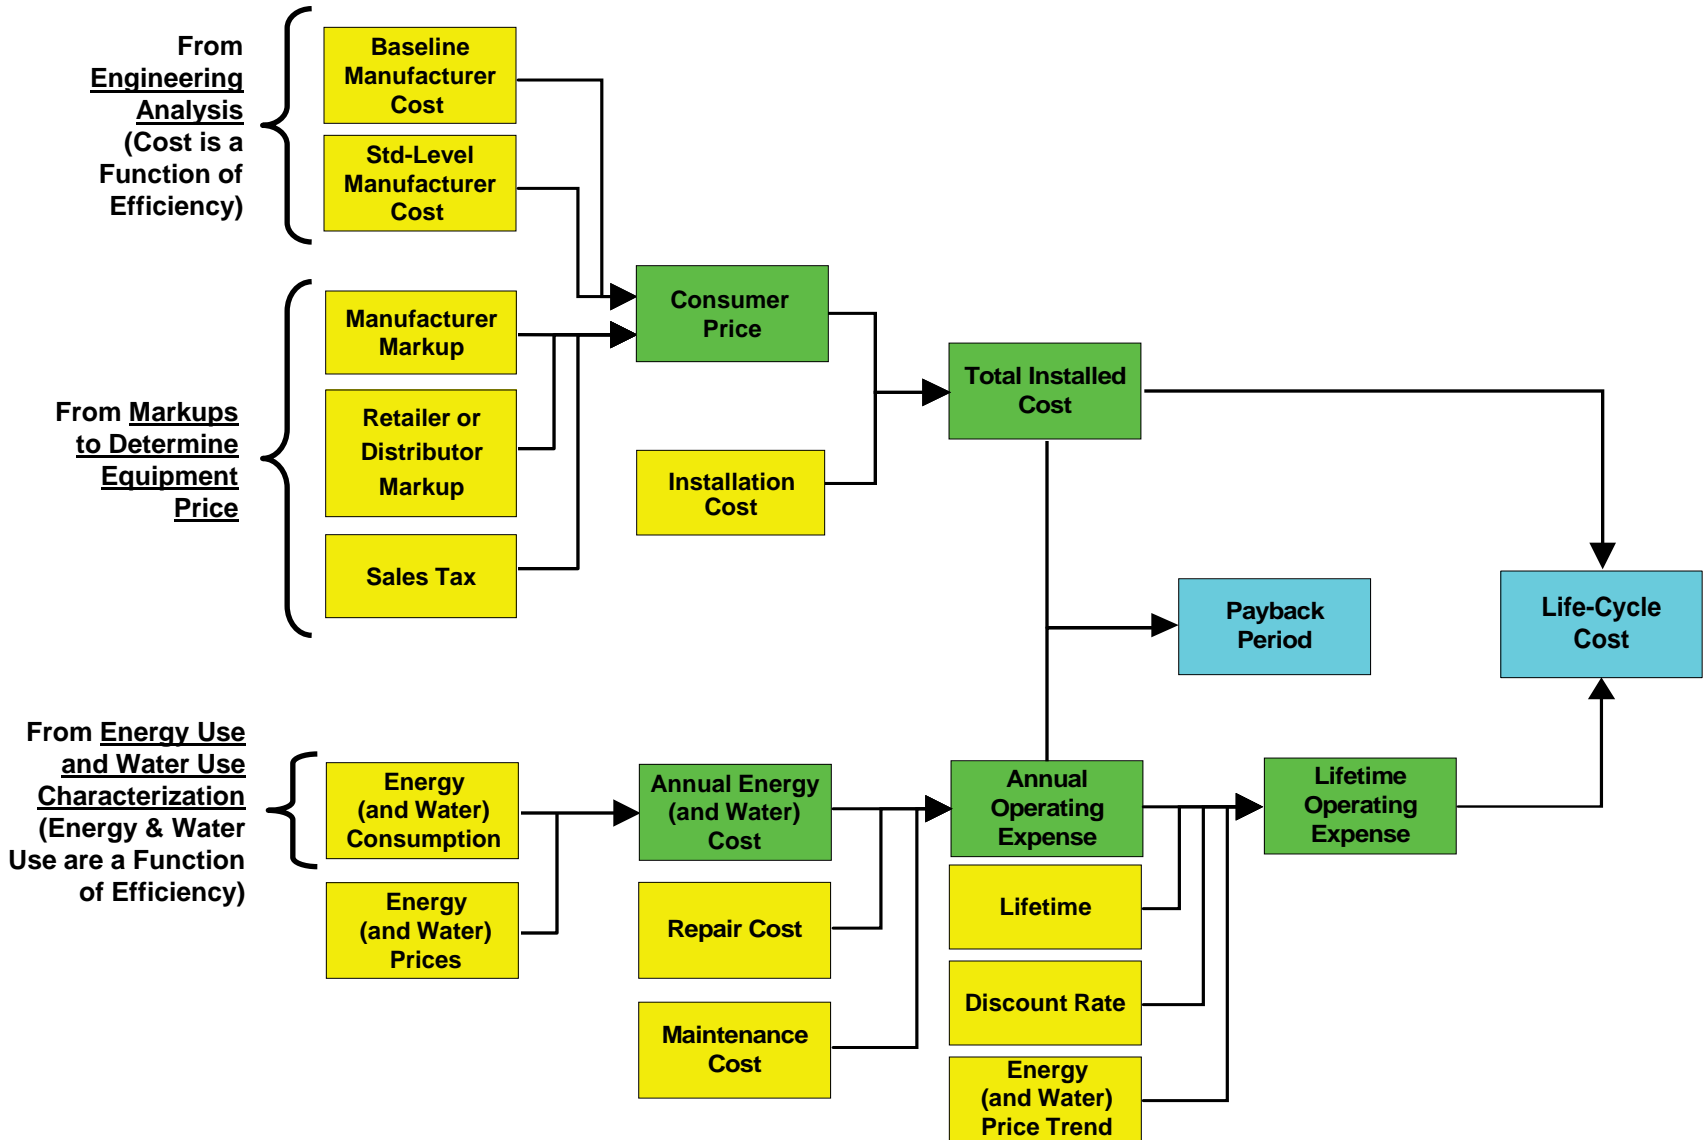 From
Engineering
Analysis
(Cost is a
Function of
Efficiency)
Baseline
Manufacturer
Cost
Std-Level
Manufacturer
Cost
From Markups
to Determine
Equipment
Price
Manufacturer
Markup
Retailer or
Distributor
Markup
Sales Tax
Consumer
Price
Installation
Cost
Total Installed
Cost
Payback
Period
Life-Cycle
Cost
From Energy Use
and Water Use
Characterization
(Energy & Water
Use are a Function
of Efficiency)
Energy
(and Water)
Consumption
Energy
(and Water)
Prices
Annual Energy
(and Water)
Cost
Repair Cost
Maintenance
Cost
Annual
Operating
Expense
Lifetime
Discount Rate
Energy
(and Water)
Price Trend
Lifetime
Operating
Expense